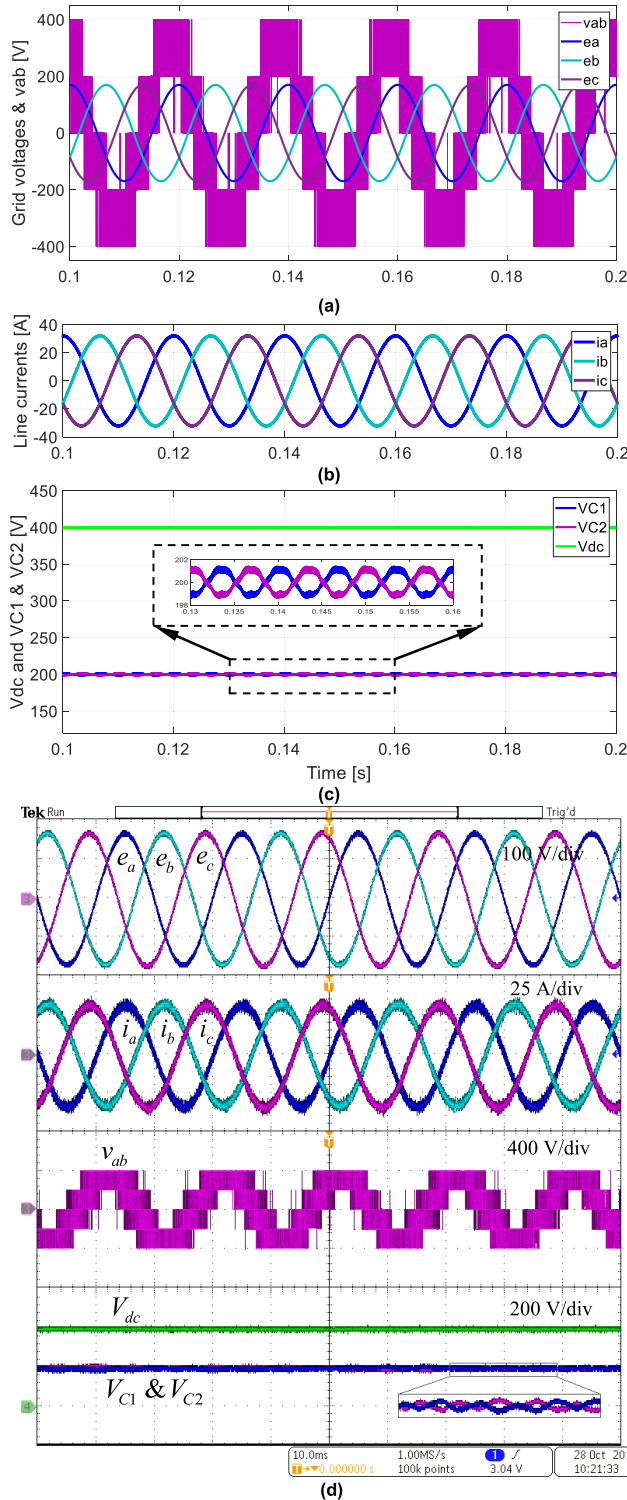 400
200
0
-200
-400
Grid voltages & vab [V]
vab
ea
eb
ec
0.1
0.12
0.14
0.16
0.18
0.2
(a)
40
20
0
-20
-40
Line currents [A]
ia
ib
ic
0.1
0.12
0.14
0.16
0.18
0.2
(b)
450
400
350
300
250
200
150
Vdc and VC1 & VC2 [V]
VC1
VC2
Vdc
202
200
198
0.13
0.135
0.14
0.145
0.15
0.155
0.16
0.1
0.12
0.14
0.16
0.18
0.2
Time [s]
(c)
Tek Run
Trig'd
T
T
ea
eb
ec
100 V/div
3
T
25 A/div
ia
ib
ic
3
T
vab
400 V/div
3
Vdc
200 V/div
VC1 & VC2
4
10.0ms
1.00MS/s
1
28 Oct 20
T→▼0.000000 s
100k points
3.04 V
10:21:33
(d)